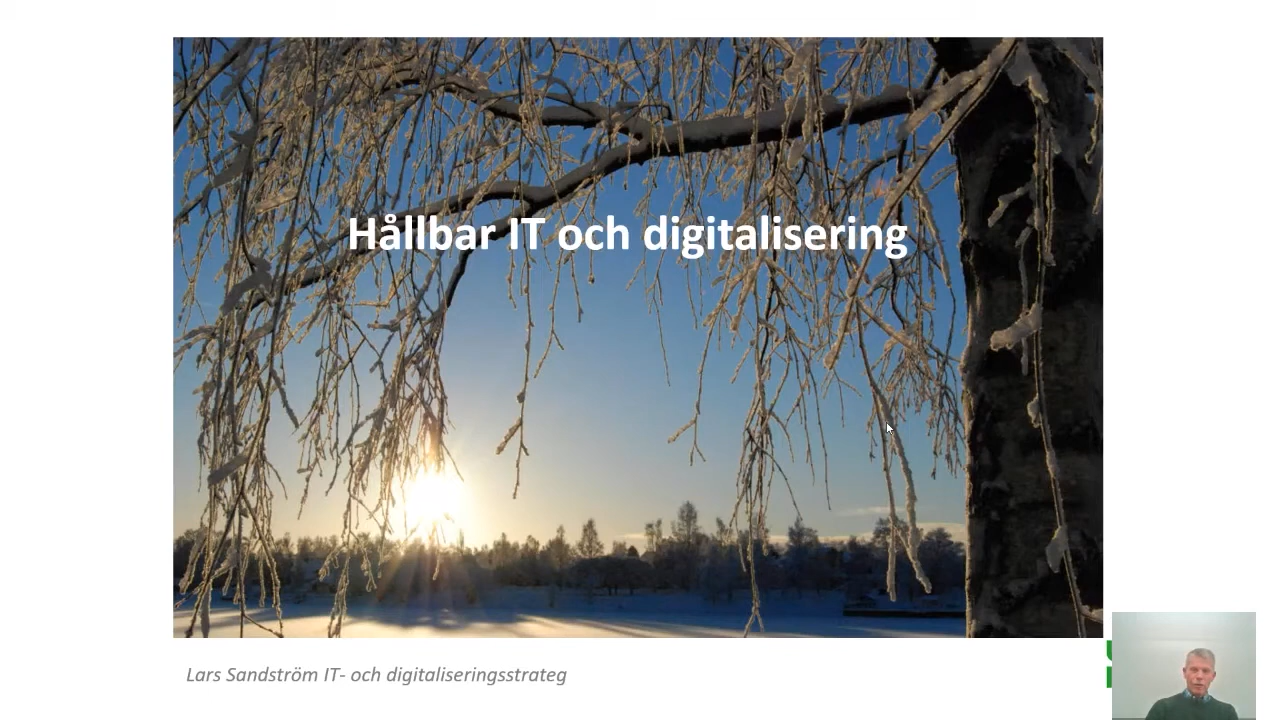 Hållbar IT och digitalisering
Lars Sandström IT- och digitaliseringsstrateg